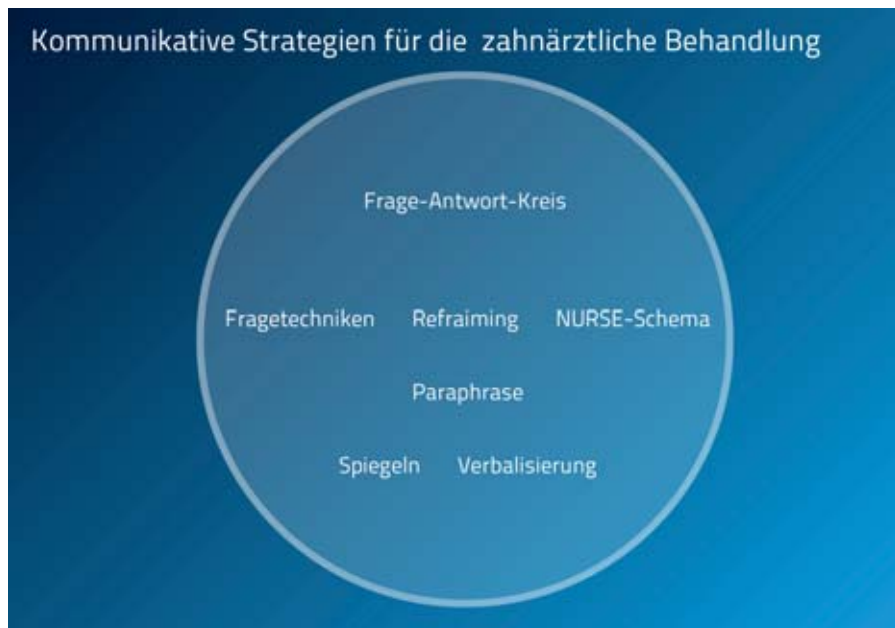 Kommunikative Strategien für die zahnärztliche Behandlung
Frage-Antwort-Kreis
Fragetechniken Refraiming NURSE-Schema
Paraphrase
Spiegeln Verbalisierung